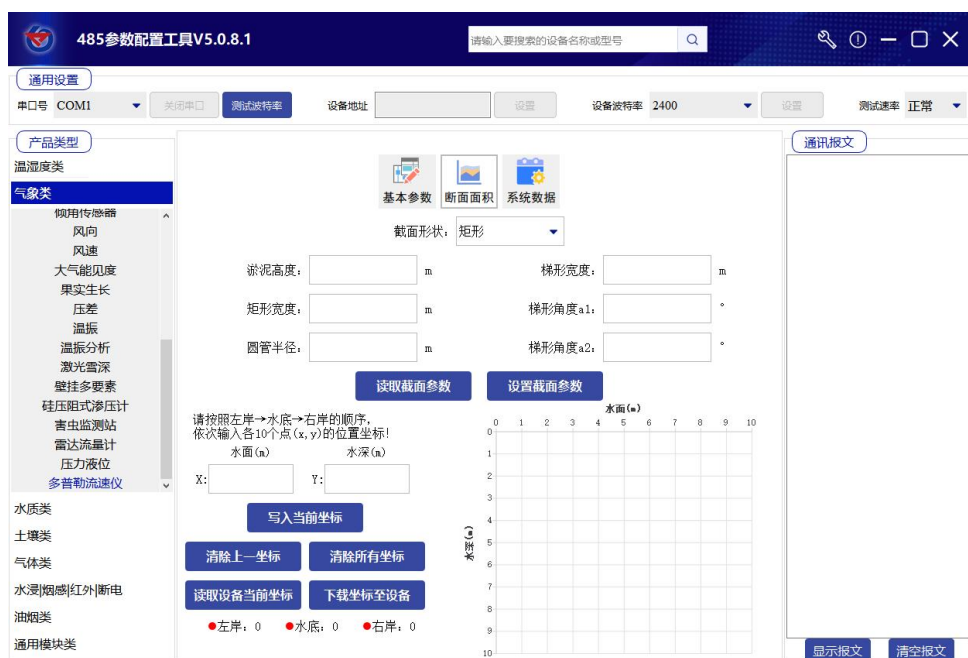 485参数配置工具V5.0.8.1
请输入要搜索的设备名称或型号
通用设置
串口号 COM1 关闭串口 测试波特率 设备地址 设置 设备波特率 2400 设置 测试速率 正常
产品类型
温湿度类
气象类
倾角传感器
风向
风速
大气能见度
果实生长
压差
温振
温振分析
激光雪深
壁挂多要素
硅压阻式渗压计
害虫监测站
雷达流量计
压力液位
多普勒流速仪
水质类
土壤类
气体类
水浸|烟感|红外|断电
油烟类
通用模块类
基本参数 断面面积 系统数据
截面形状: 矩形
淤泥高度: m 梯形宽度: m
矩形宽度: m 梯形角度a1: °
圆管半径: m 梯形角度a2: °
读取截面参数 设置截面参数
请按照左岸→水底→右岸的顺序,
依次输入各10个点(x,y)的位置坐标!
水面(m) 水深(m)
X: Y:
写入当前坐标
清除上一坐标 清除所有坐标
读取设备当前坐标 下载坐标至设备
●左岸: 0 ●水底: 0 ●右岸: 0
水面(m)
0 1 2 3 4 5 6 7 8 9 10
0
1
2
3
4
5
6
7
8
9
10
水深(m)
通讯报文
显示报文 清空报文